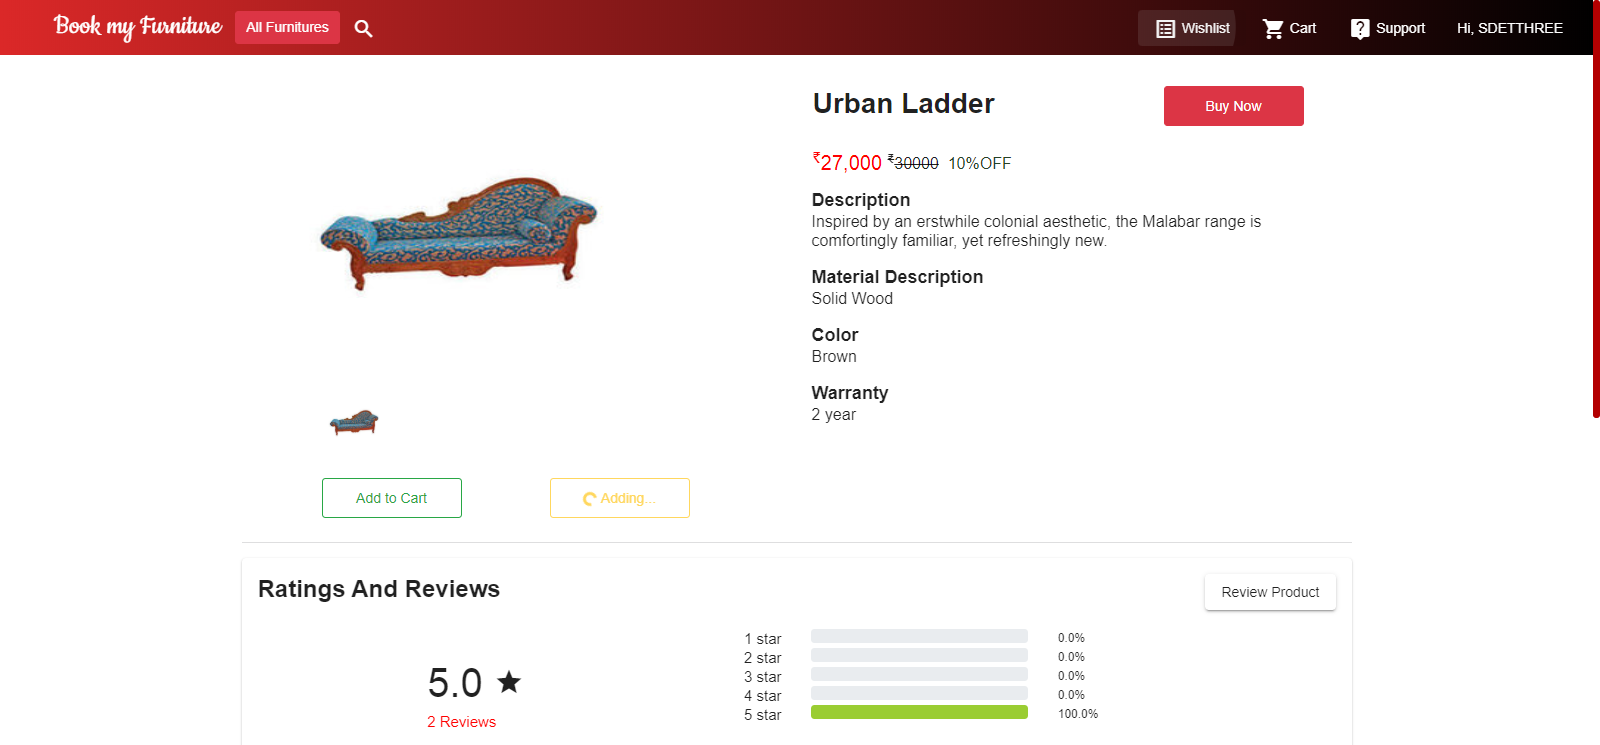 Book my Furniture All Furnitures Wishlist Cart Support Hi, SDETTHREE
Urban Ladder
Buy Now
₹27,000 ₹30000 10%OFF
Description
Inspired by an erstwhile colonial aesthetic, the Malabar range is
comfortingly familiar, yet refreshingly new.
Material Description
Solid Wood
Color
Brown
Warranty
2 year
Add to Cart
Adding...
Ratings And Reviews
Review Product
5.0
2 Reviews
1 star 0.0%
2 star 0.0%
3 star 0.0%
4 star 0.0%
5 star 100.0%